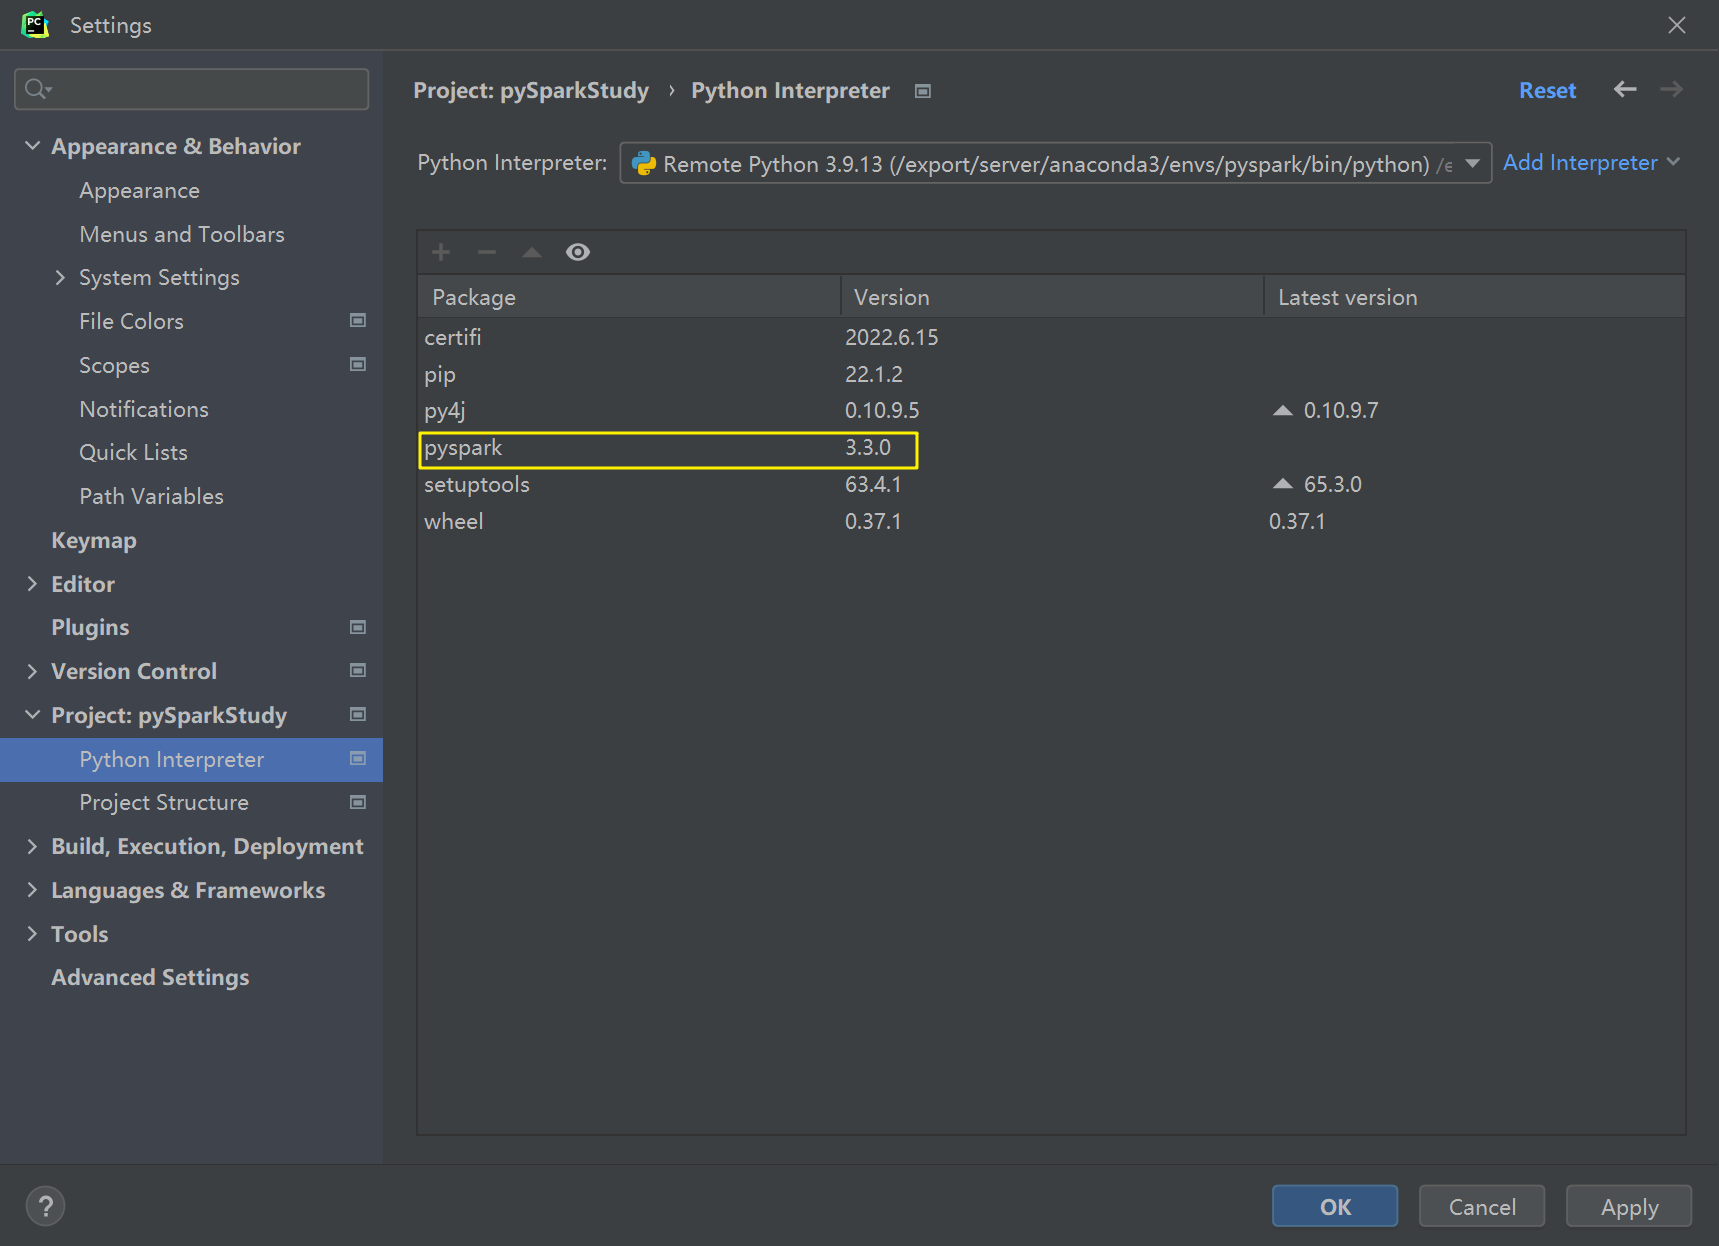 PC
Settings
Appearance & Behavior
Appearance
Menus and Toolbars
System Settings
File Colors
Scopes
Notifications
Quick Lists
Path Variables
Keymap
Editor
Plugins
Version Control
Project: pySparkStudy
Python Interpreter
Project Structure
Build, Execution, Deployment
Languages & Frameworks
Tools
Advanced Settings
Project: pySparkStudy › Python Interpreter
Reset
Python Interpreter: Remote Python 3.9.13 (/export/server/anaconda3/envs/pyspark/bin/python) /e Add Interpreter
Package Version Latest version
certifi 2022.6.15
pip 22.1.2
py4j 0.10.9.5 0.10.9.7
pyspark 3.3.0
setuptools 63.4.1 65.3.0
wheel 0.37.1 0.37.1
? OK Cancel Apply